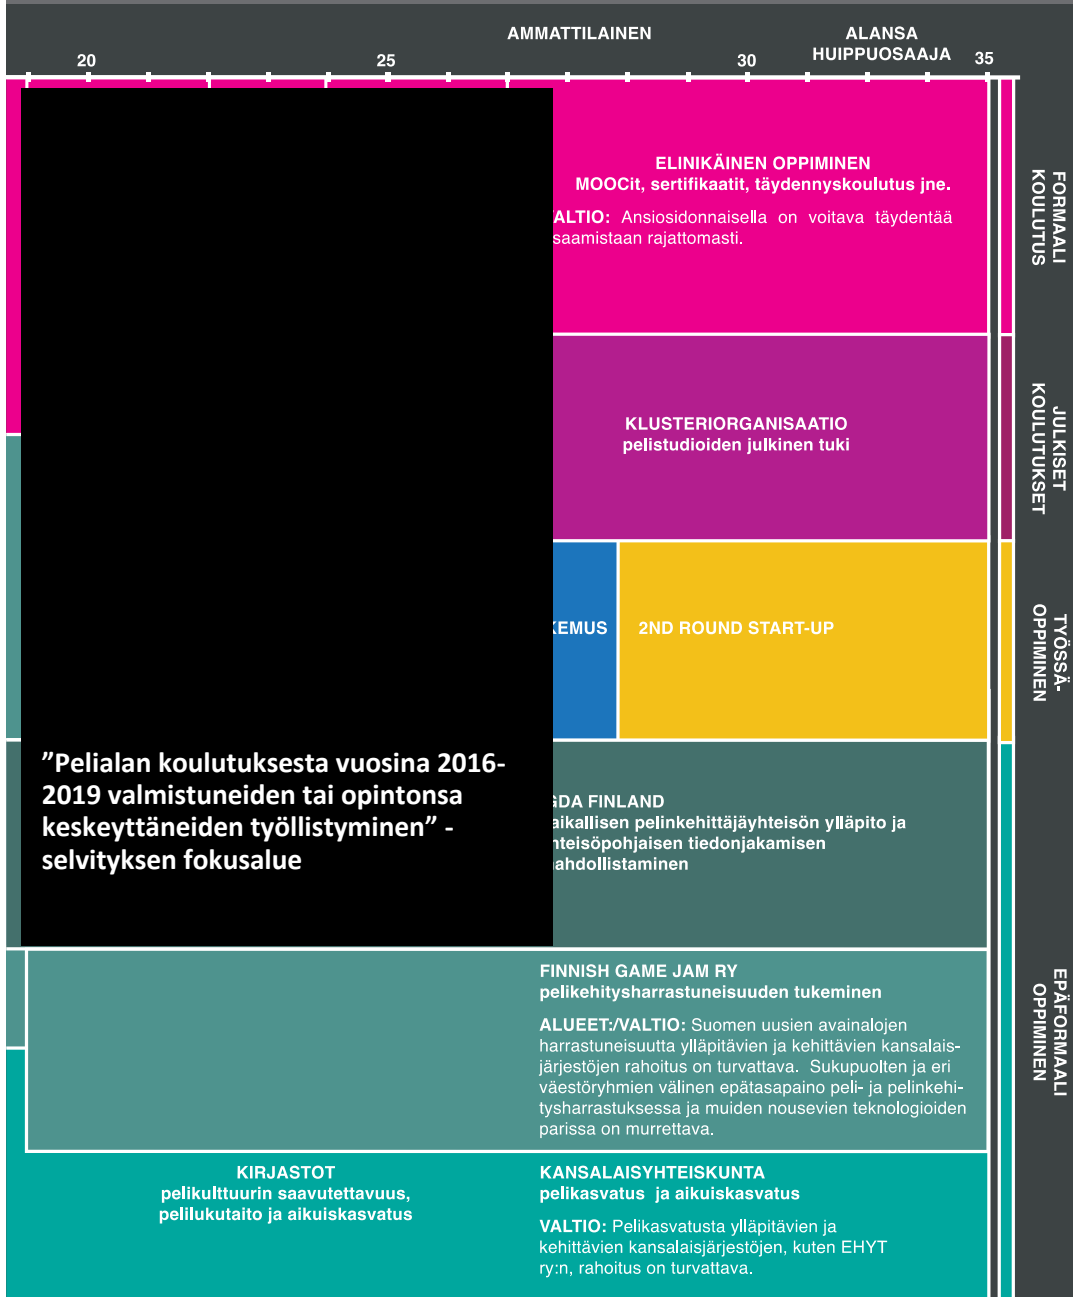 AMMATTILAINEN
ALANSA
HUIPPUOSAAJA
20
25
30
35
ELINIKÄINEN OPPIMINEN
MOOCit, sertifikaatit, täydennyskoulutus jne.
ALTIO: Ansiosidonnaisella on voitava täydentää
saamistaan rajattomasti.
FORMAALI
KOULUTUS
KLUSTERIORGANISAATIO
pelistudioiden julkinen tuki
JULKISET
KOULUTUKSET
KEMUS
2ND ROUND START-UP
TYÖSSÄ-
OPPIMINEN
”Pelialan koulutuksesta vuosina 2016-
2019 valmistuneiden tai opintonsa
keskeyttäneiden työllistyminen” -
selvityksen fokusalue
GDA FINLAND
aikallisen pelinkehittäjäyhteisön ylläpito ja
hteisöpohjaisen tiedonjakamisen
ahdollistaminen
FINNISH GAME JAM RY
pelikehitysharrastuneisuuden tukeminen
ALUEET:/VALTIO: Suomen uusien avainalojen
harrastuneisuutta ylläpitävien ja kehittävien kansalais-
järjestöjen rahoitus on turvattava. Sukupuolten ja eri
väestöryhmien välinen epätasapaino peli- ja pelinkehi-
tysharrastuksessa ja muiden nousevien teknologioiden
parissa on murrettava.
EPÄFORMAALI
OPPIMINEN
KIRJASTOT
pelikulttuurin saavutettavuus,
pelilukutaito ja aikuiskasvatus
KANSALAISYHTEISKUNTA
pelikasvatus ja aikuiskasvatus
VALTIO: Pelikasvatusta ylläpitävien ja
kehittävien kansalaisjärjestöjen, kuten EHYT
ry:n, rahoitus on turvattava.